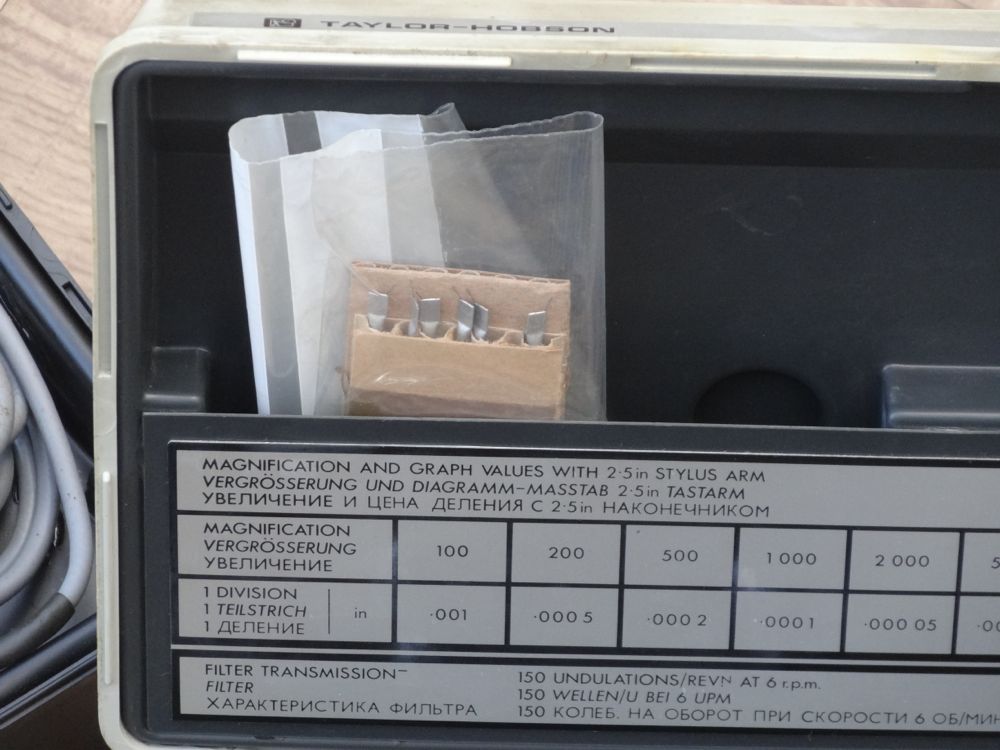 TAYLOR-HOBSON
MAGNIFICATION AND GRAPH VALUES WITH 2·5in STYLUS ARM
VERGRÖSSERUNG UND DIAGRAMM-MASSTAB 2·5in TASTARM
УВЕЛИЧЕНИЕ И ЦЕНА ДЕЛЕНИЯ С 2·5in НАКОНЕЧНИКОМ
MAGNIFICATION
VERGRÖSSERUNG
УВЕЛИЧЕНИЕ
100 200 500 1 000 2 000 5
1 DIVISION
1 TEILSTRICH
1 ДЕЛЕНИЕ
in ·001 ·000 5 ·000 2 ·0001 ·000 05 ·00
FILTER TRANSMISSION 150 UNDULATIONS/REVN AT 6 r.p.m.
FILTER 150 WELLEN/U BEI 6 UPM
ХАРАКТЕРИСТИКА ФИЛЬТРА 150 КОЛЕБ. НА ОБОРОТ ПРИ СКОРОСТИ 6 ОБ/МИН